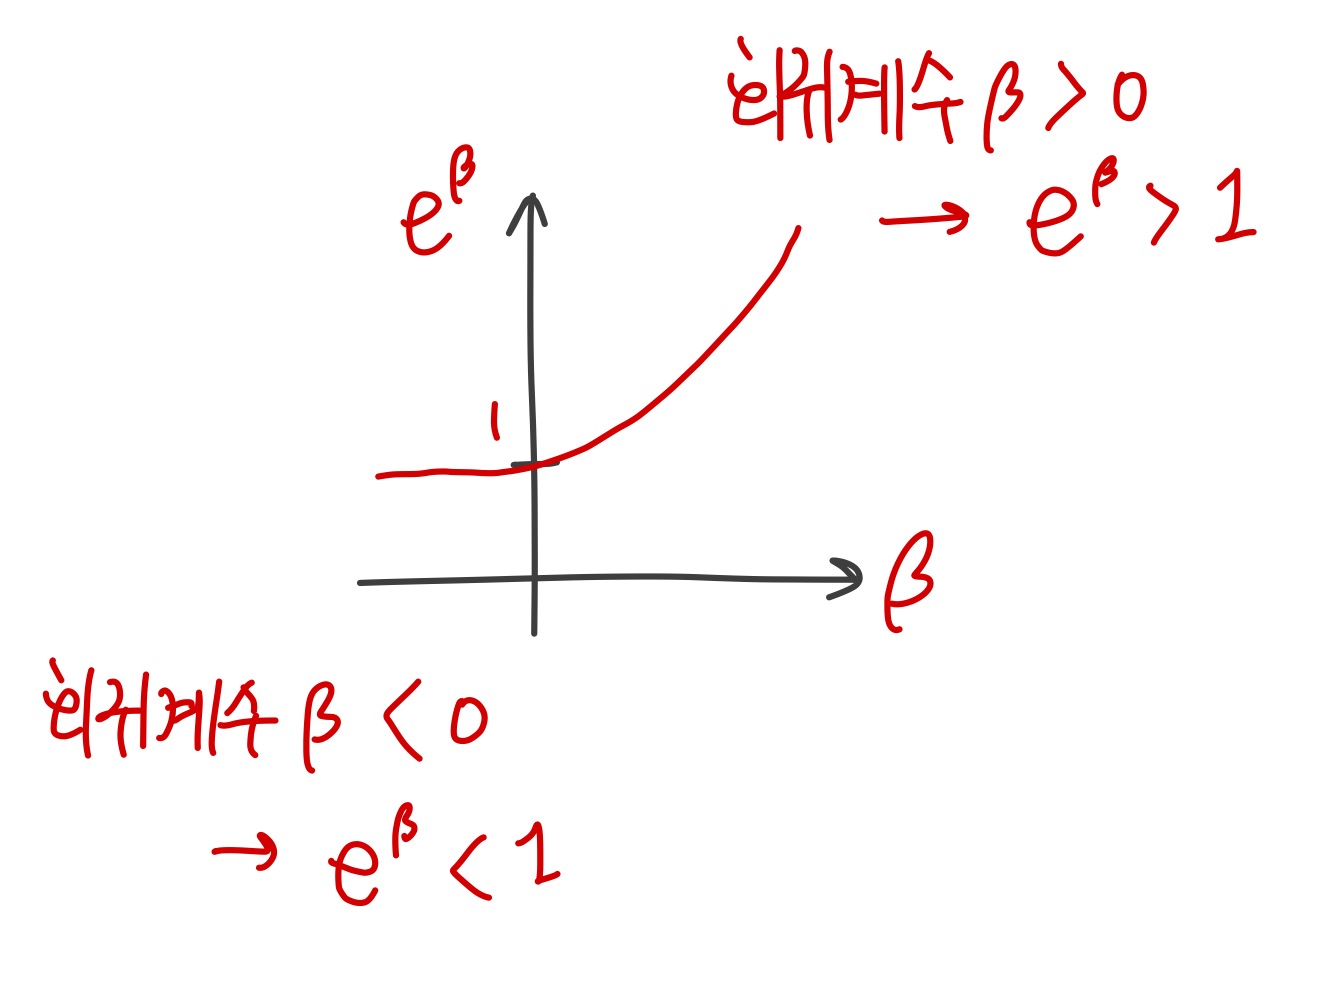 회귀계수 β > 0
→ e^β > 1
e^β
1
β
회귀계수 β < 0
→ e^β < 1